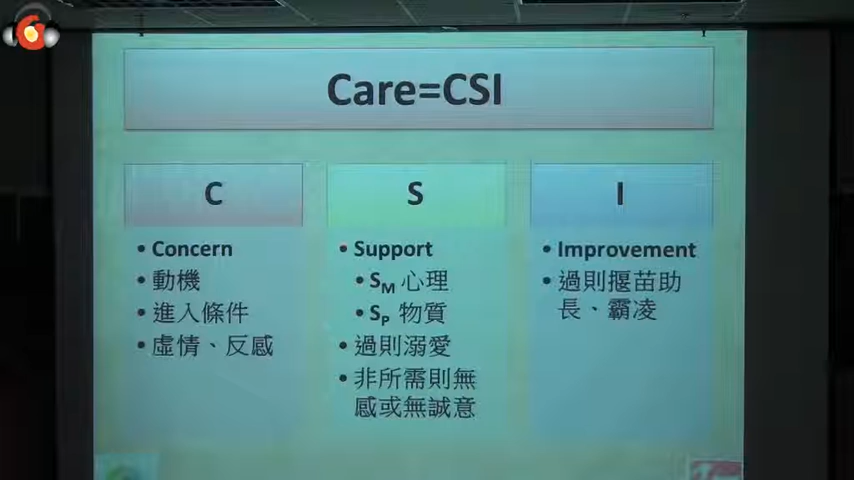 Care=CSI
C
• Concern
• 動機
• 進入條件
• 虛情、反感
S
• Support
• SM 心理
• SP 物質
• 過則溺愛
• 非所需則無
感或無誠意
I
• Improvement
• 過則揠苗助
長、霸凌